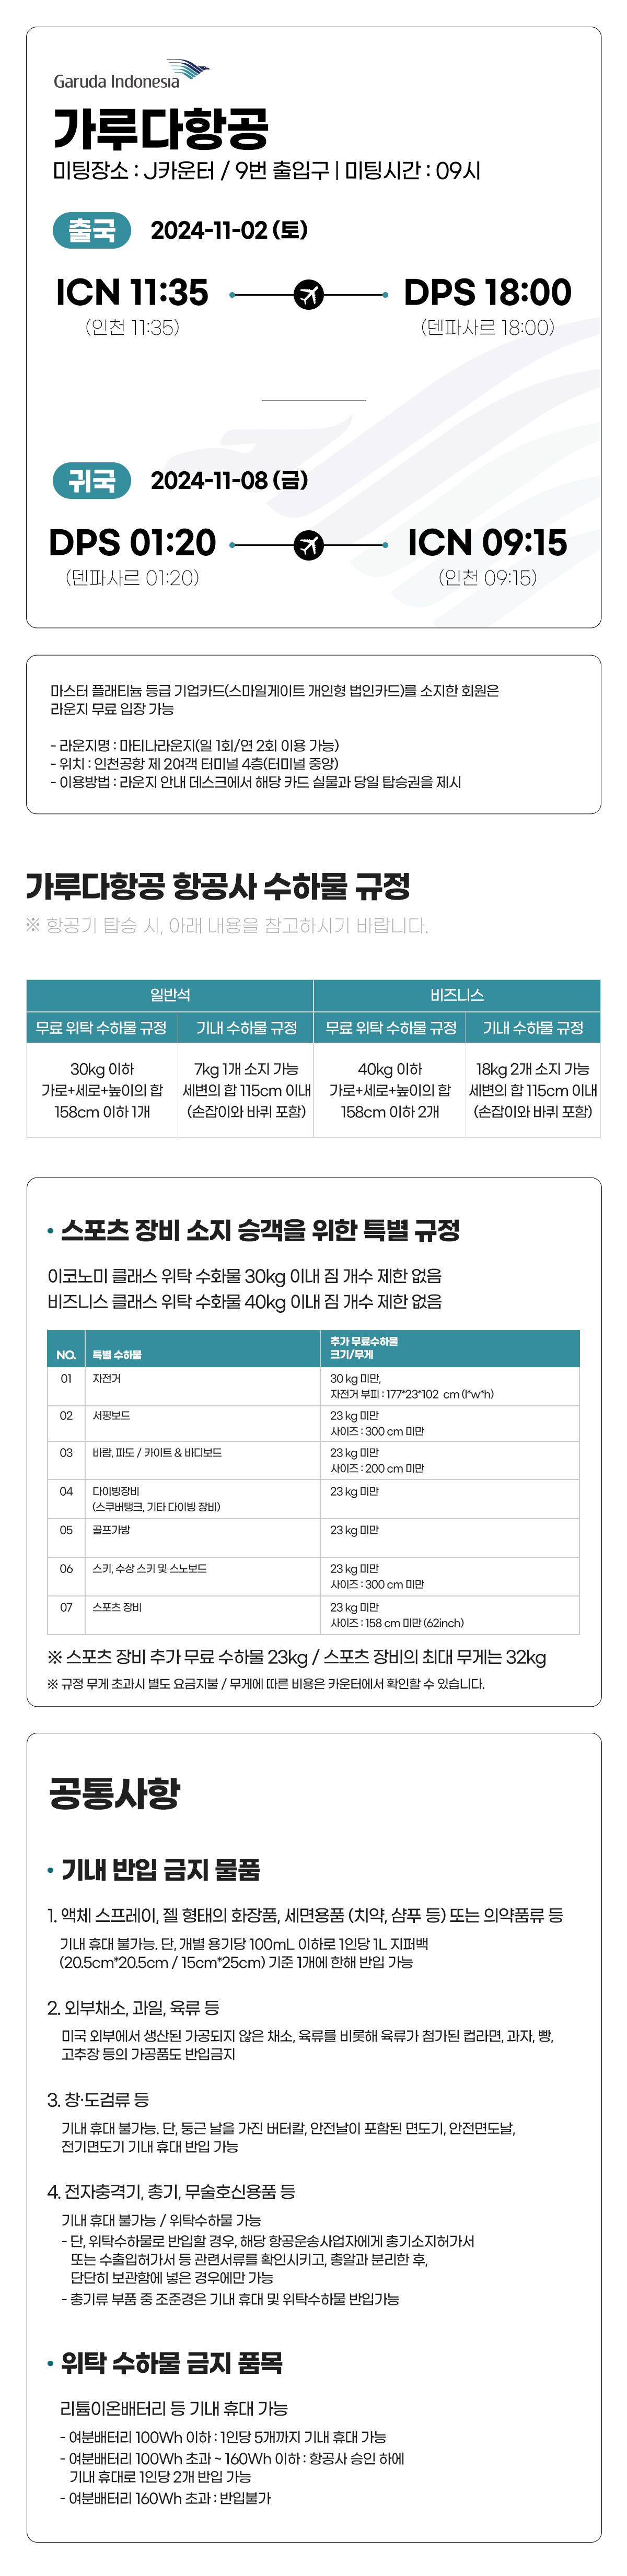 Garuda Indonesia
가루다항공
미팅장소 : J카운터 / 9번 출입구 | 미팅시간 : 09시
출국 2024-11-02 (토)
ICN 11:35 DPS 18:00
(인천 11:35) (덴파사르 18:00)
귀국 2024-11-08 (금)
DPS 01:20 ICN 09:15
(덴파사르 01:20) (인천 09:15)
마스터 플래티늄 등급 기업카드(스마일게이트 개인형 법인카드)를 소지한 회원은
라운지 무료 입장 가능
- 라운지명 : 마티나라운지(일 1회/연 2회 이용 가능)
- 위치 : 인천공항 제 2여객 터미널 4층(터미널 중앙)
- 이용방법 : 라운지 안내 데스크에서 해당 카드 실물과 당일 탑승권을 제시
가루다항공 항공사 수하물 규정
※ 항공기 탑승 시, 아래 내용을 참고하시기 바랍니다.
일반석 비즈니스
무료 위탁 수하물 규정 기내 수하물 규정 무료 위탁 수하물 규정 기내 수하물 규정
30kg 이하 7kg 1개 소지 가능 40kg 이하 18kg 2개 소지 가능
가로+세로+높이의 합 세변의 합 115cm 이내 가로+세로+높이의 합 세변의 합 115cm 이내
158cm 이하 1개 (손잡이와 바퀴 포함) 158cm 이하 2개 (손잡이와 바퀴 포함)
• 스포츠 장비 소지 승객을 위한 특별 규정
이코노미 클래스 위탁 수화물 30kg 이내 짐 개수 제한 없음
비즈니스 클래스 위탁 수화물 40kg 이내 짐 개수 제한 없음
추가 무료수하물
NO. 특별 수하물 크기/무게
01 자전거 30 kg 미만,
자전거 부피 : 177*23*102 cm (l*w*h)
02 서핑보드 23 kg 미만
사이즈 : 300 cm 미만
03 바람, 파도 / 카이트 & 바디보드 23 kg 미만
사이즈 : 200 cm 미만
04 다이빙장비 23 kg 미만
(스쿠버탱크, 기타 다이빙 장비)
05 골프가방 23 kg 미만
06 스키, 수상 스키 및 스노보드 23 kg 미만
사이즈 : 300 cm 미만
07 스포츠 장비 23 kg 미만
사이즈 : 158 cm 미만 (62inch)
※ 스포츠 장비 추가 무료 수하물 23kg / 스포츠 장비의 최대 무게는 32kg
※ 규정 무게 초과시 별도 요금지불 / 무게에 따른 비용은 카운터에서 확인할 수 있습니다.
공통사항
• 기내 반입 금지 물품
1. 액체 스프레이, 젤 형태의 화장품, 세면용품 (치약, 샴푸 등) 또는 의약품류 등
기내 휴대 불가능. 단, 개별 용기당 100mL 이하로 1인당 1L 지퍼백
(20.5cm*20.5cm / 15cm*25cm) 기준 1개에 한해 반입 가능
2. 외부채소, 과일, 육류 등
미국 외부에서 생산된 가공되지 않은 채소, 육류를 비롯해 육류가 첨가된 컵라면, 과자, 빵,
고추장 등의 가공품도 반입금지
3. 창·도검류 등
기내 휴대 불가능. 단, 둥근 날을 가진 버터칼, 안전날이 포함된 면도기, 안전면도날,
전기면도기 기내 휴대 반입 가능
4. 전자충격기, 총기, 무술호신용품 등
기내 휴대 불가능 / 위탁수하물 가능
- 단, 위탁수하물로 반입할 경우, 해당 항공운송사업자에게 총기소지허가서
또는 수출입허가서 등 관련서류를 확인시키고, 총알과 분리한 후,
단단히 보관함에 넣은 경우에만 가능
- 총기류 부품 중 조준경은 기내 휴대 및 위탁수하물 반입가능
• 위탁 수하물 금지 품목
리튬이온배터리 등 기내 휴대 가능
- 여분배터리 100Wh 이하 : 1인당 5개까지 기내 휴대 가능
- 여분배터리 100Wh 초과 ~ 160Wh 이하 : 항공사 승인 하에
기내 휴대로 1인당 2개 반입 가능
- 여분배터리 160Wh 초과 : 반입불가